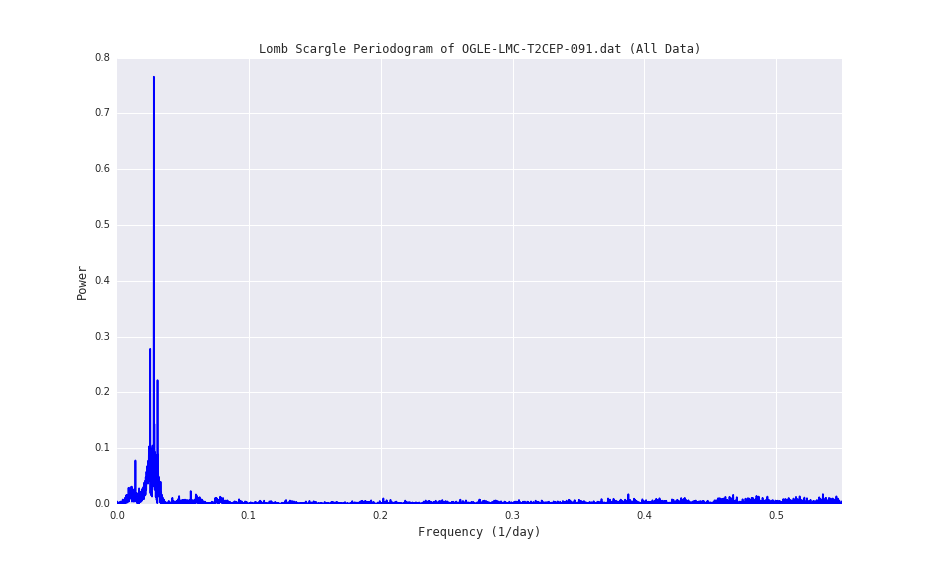 Lomb Scargle Periodogram of OGLE-LMC-T2CEP-091.dat (All Data)
0.8
0.7
0.6
0.5
0.4
0.3
0.2
0.1
0.0
Power
0.0 0.1 0.2 0.3 0.4 0.5
Frequency (1/day)